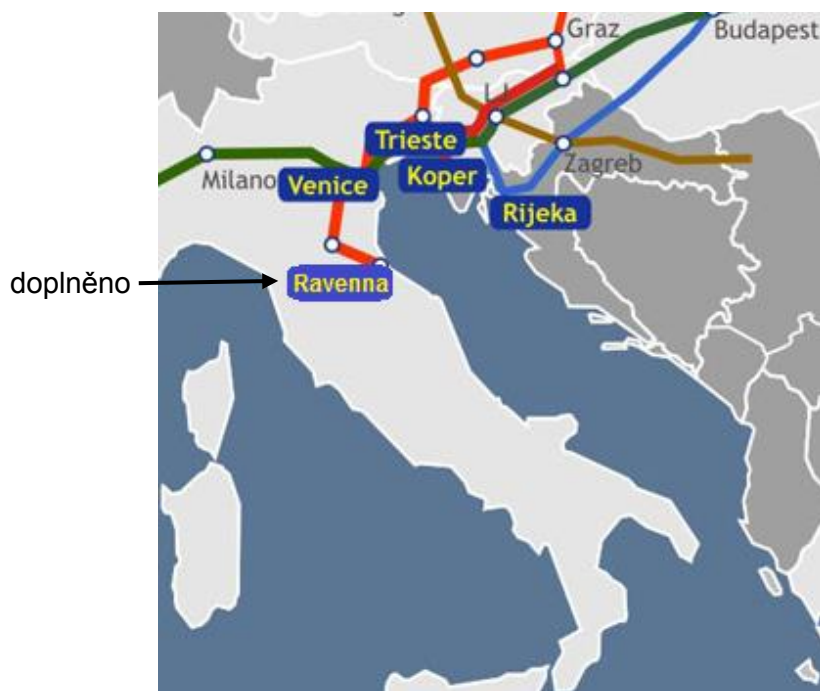 Graz
Budapest
Trieste
Milano
Venice
Koper
Zagreb
Rijeka
doplněno
Ravenna